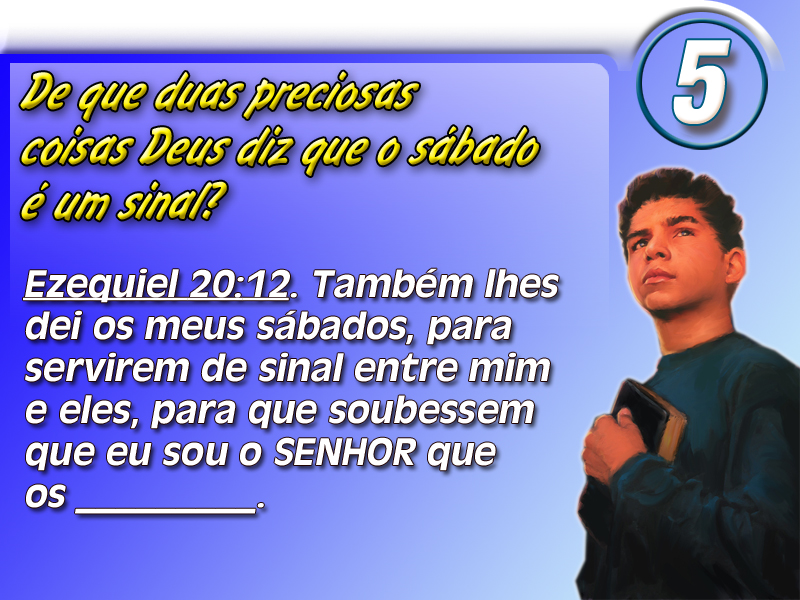 5
De que duas preciosas
coisas Deus diz que o sábado
é um sinal?
Ezequiel 20:12. Também lhes
dei os meus sábados, para
servirem de sinal entre mim
e eles, para que soubessem
que eu sou o SENHOR que
os __________.